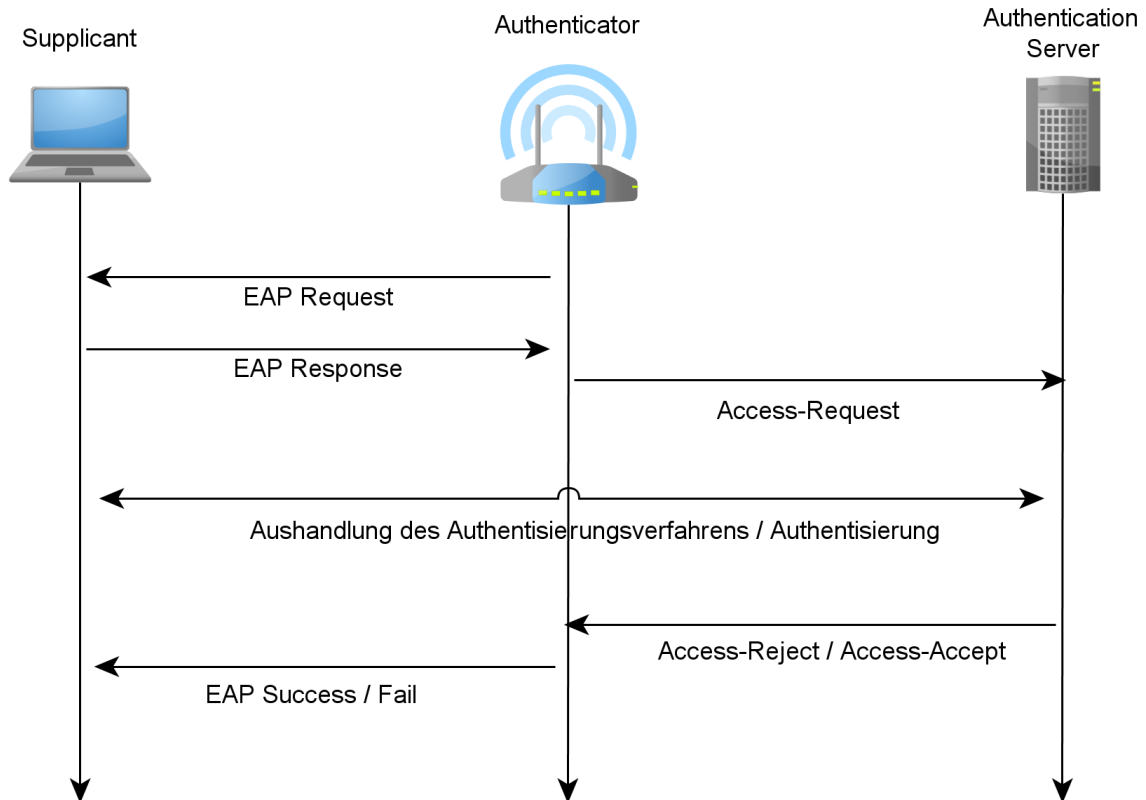 Supplicant
Authenticator
Authentication
Server
EAP Request
EAP Response
Access-Request
Aushandlung des Authentisierungsverfahrens / Authentisierung
Access-Reject / Access-Accept
EAP Success / Fail